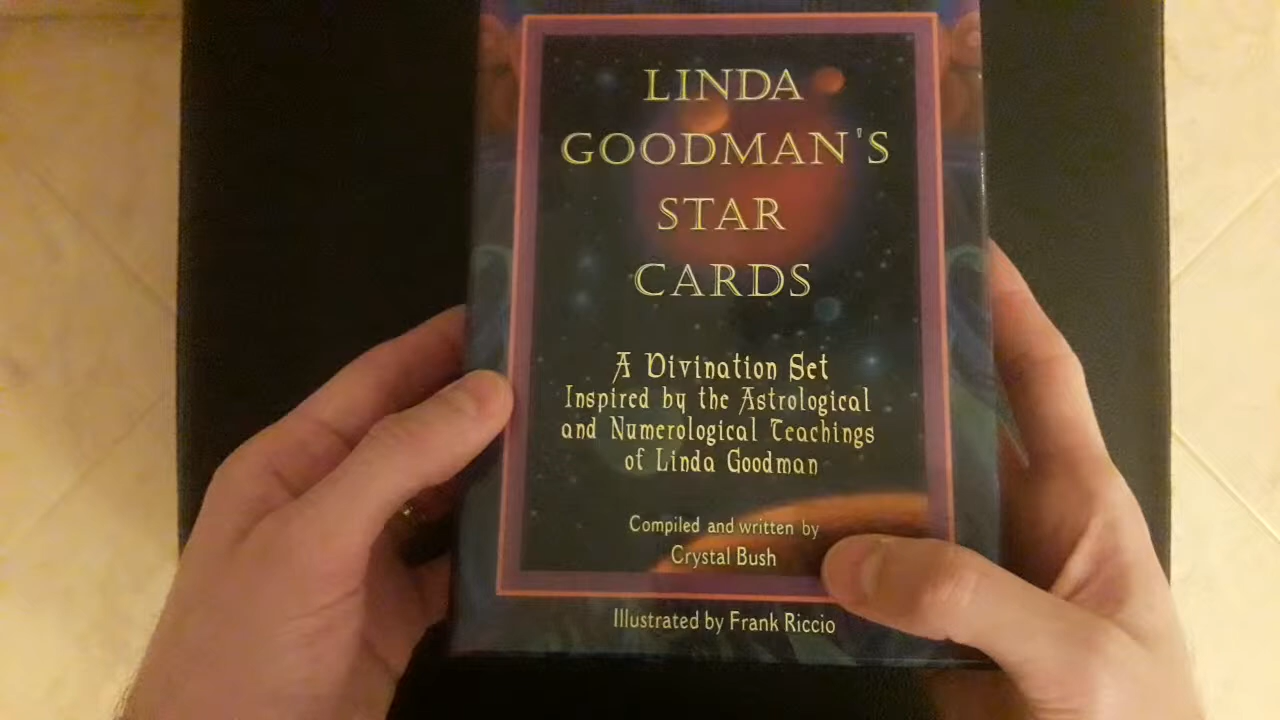 LINDA
GOODMAN'S
STAR
CARDS
A Divination Set
Inspired by the Astrological
and Numerological Teachings
of Linda Goodman
Compiled and written by
Crystal Bush
Illustrated by Frank Riccio